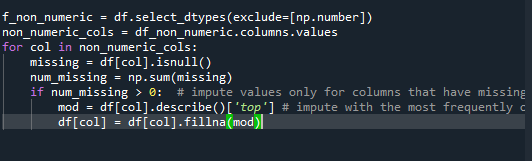 f_non_numeric = df.select_dtypes(exclude=[np.number])
non_numeric_cols = df_non_numeric.columns.values
for col in non_numeric_cols:
    missing = df[col].isnull()
    num_missing = np.sum(missing)
    if num_missing > 0:  # impute values only for columns that have missing
        mod = df[col].describe()['top'] # impute with the most frequently
        df[col] = df[col].fillna(mod)